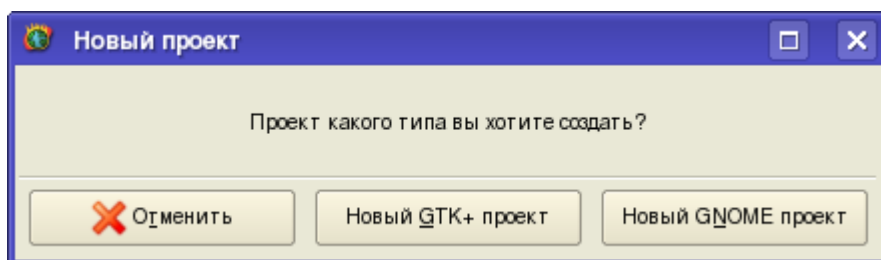 Новый проект
Проект какого типа вы хотите создать?
Отменить Новый GTK+ проект Новый GNOME проект